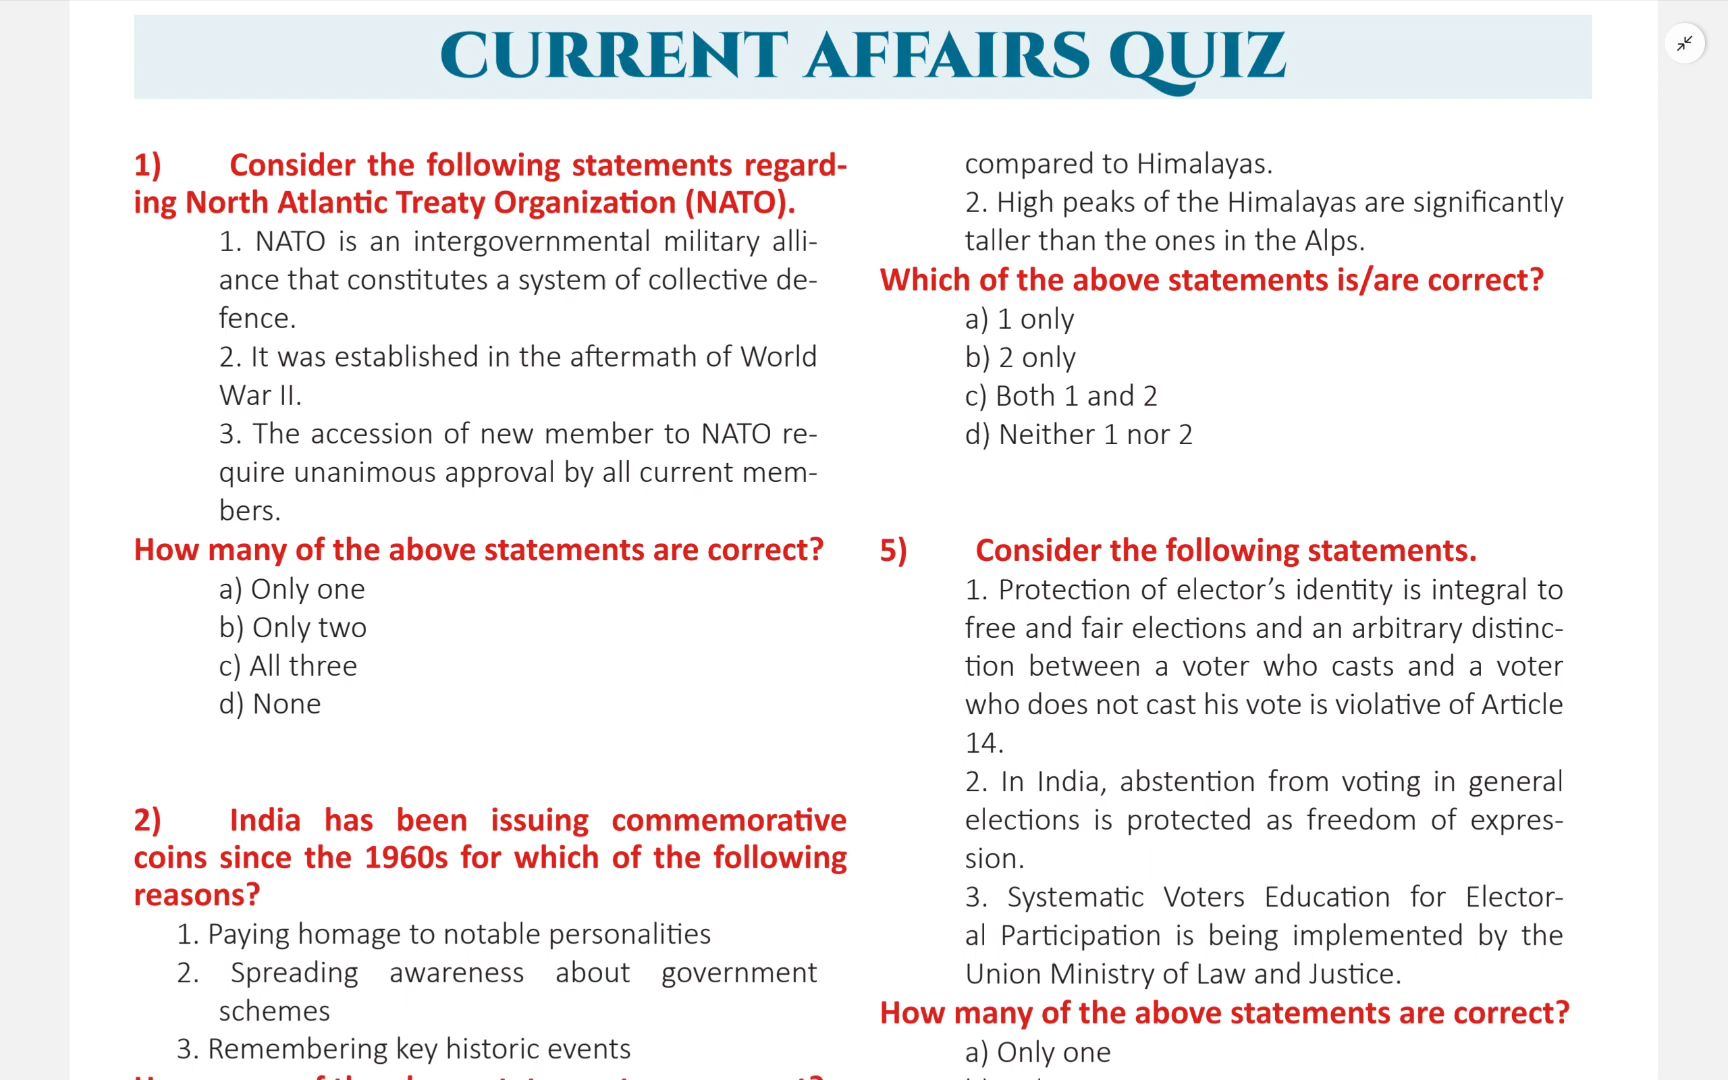 CURRENT AFFAIRS QUIZ
1) Consider the following statements regard-
ing North Atlantic Treaty Organization (NATO).
1. NATO is an intergovernmental military alli-
ance that constitutes a system of collective de-
fence.
2. It was established in the aftermath of World
War II.
3. The accession of new member to NATO re-
quire unanimous approval by all current mem-
bers.
How many of the above statements are correct?
a) Only one
b) Only two
c) All three
d) None
2) India has been issuing commemorative
coins since the 1960s for which of the following
reasons?
1. Paying homage to notable personalities
2. Spreading awareness about government
schemes
3. Remembering key historic events
compared to Himalayas.
2. High peaks of the Himalayas are significantly
taller than the ones in the Alps.
Which of the above statements is/are correct?
a) 1 only
b) 2 only
c) Both 1 and 2
d) Neither 1 nor 2
5) Consider the following statements.
1. Protection of elector’s identity is integral to
free and fair elections and an arbitrary distinc-
tion between a voter who casts and a voter
who does not cast his vote is violative of Article
14.
2. In India, abstention from voting in general
elections is protected as freedom of expres-
sion.
3. Systematic Voters Education for Elector-
al Participation is being implemented by the
Union Ministry of Law and Justice.
How many of the above statements are correct?
a) Only one